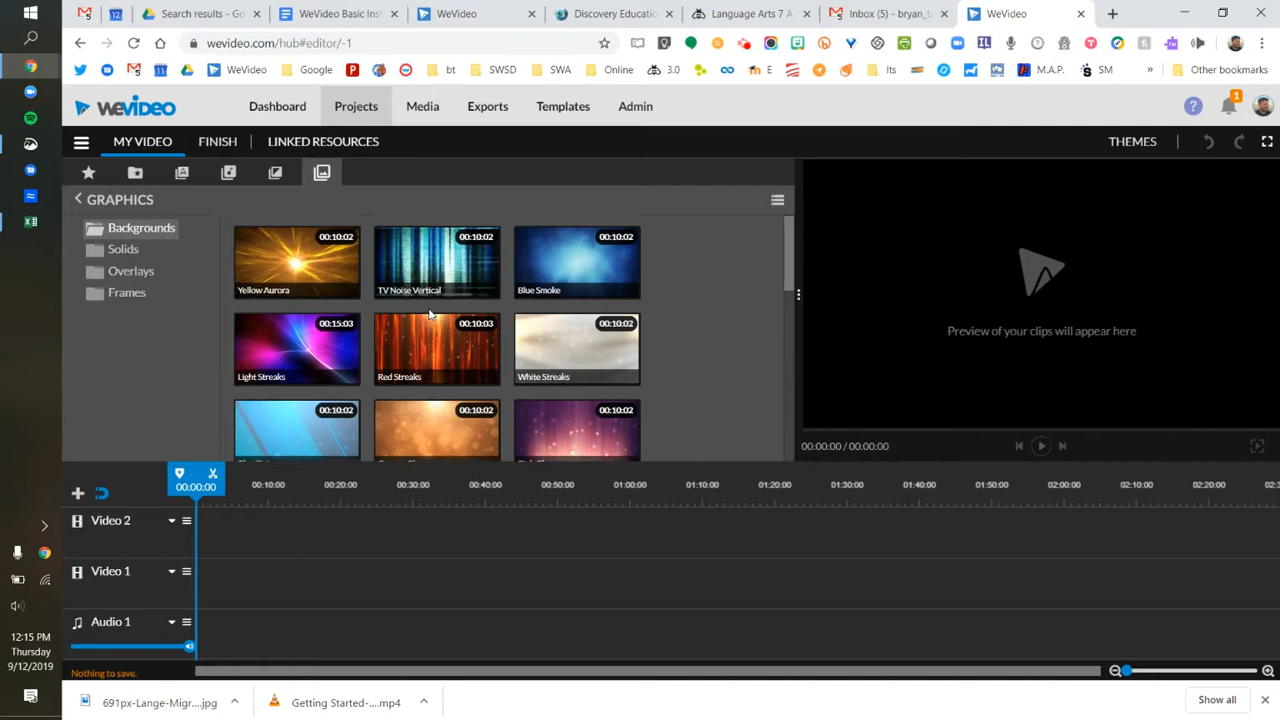 Search results - Go
WeVideo Basic Inst
WeVideo
Discovery Educatio
Language Arts 7 A
Inbox (5) - bryan_t
WeVideo
wevideo.com/hub#editor/-1
WeVideo
Google
bt
SWSD
SWA
Online
3.0
E
Its
M.A.P.
SM
Other bookmarks
WEVIDEO
Dashboard
Projects
Media
Exports
Templates
Admin
1
MY VIDEO
FINISH
LINKED RESOURCES
THEMES
GRAPHICS
Backgrounds
Solids
Overlays
Frames
00:10:02
Yellow Aurora
00:10:02
TV Noise Vertical
00:10:02
Blue Smoke
00:15:03
Light Streaks
00:10:03
Red Streaks
00:10:02
White Streaks
00:10:02
00:10:02
00:10:02
Preview of your clips will appear here
00:00:00 / 00:00:00
00:00:00
00:10:00
00:20:00
00:30:00
00:40:00
00:50:00
01:00:00
01:10:00
01:20:00
01:30:00
01:40:00
01:50:00
02:00:00
02:10:00
02:20:00
02:3
Video 2
Video 1
Audio 1
Nothing to save.
12:15 PM
Thursday
9/12/2019
691px-Lange-Migr....jpg
Getting Started-....mp4
Show all